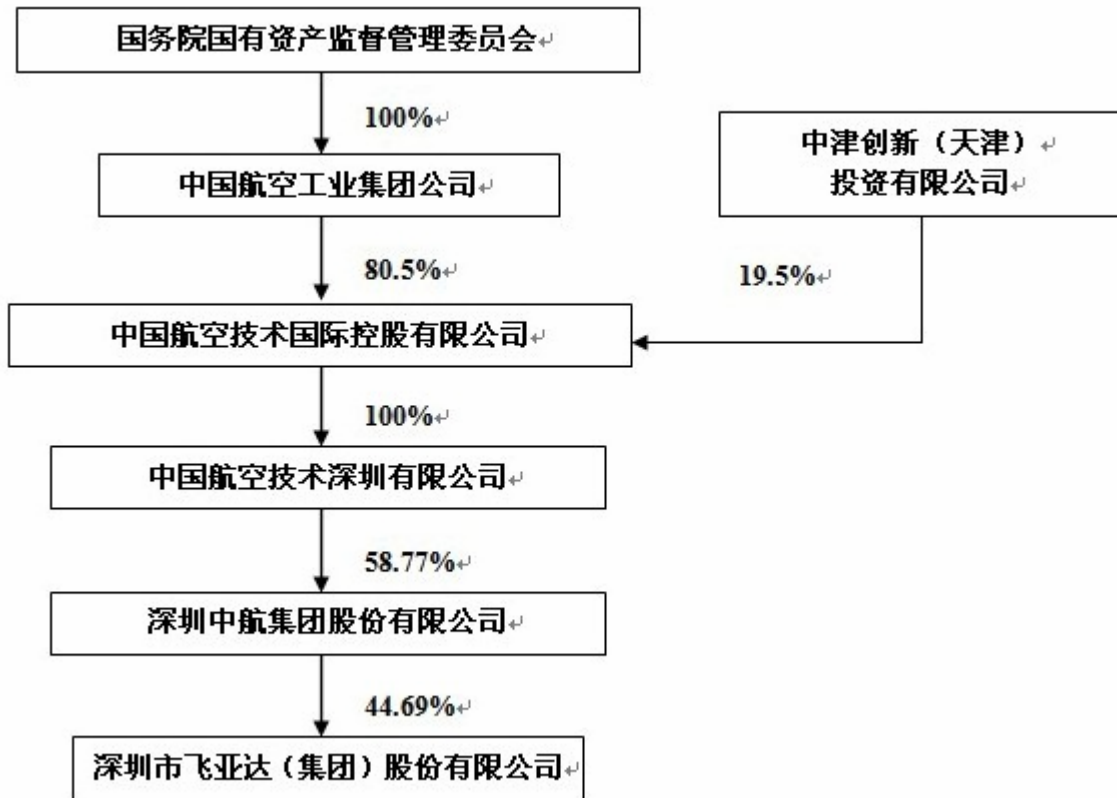 国务院国有资产监督管理委员会
100%
中国航空工业集团公司
中津创新（天津）
投资有限公司
80.5%
19.5%
中国航空技术国际控股有限公司
100%
中国航空技术深圳有限公司
58.77%
深圳中航集团股份有限公司
44.69%
深圳市飞亚达（集团）股份有限公司